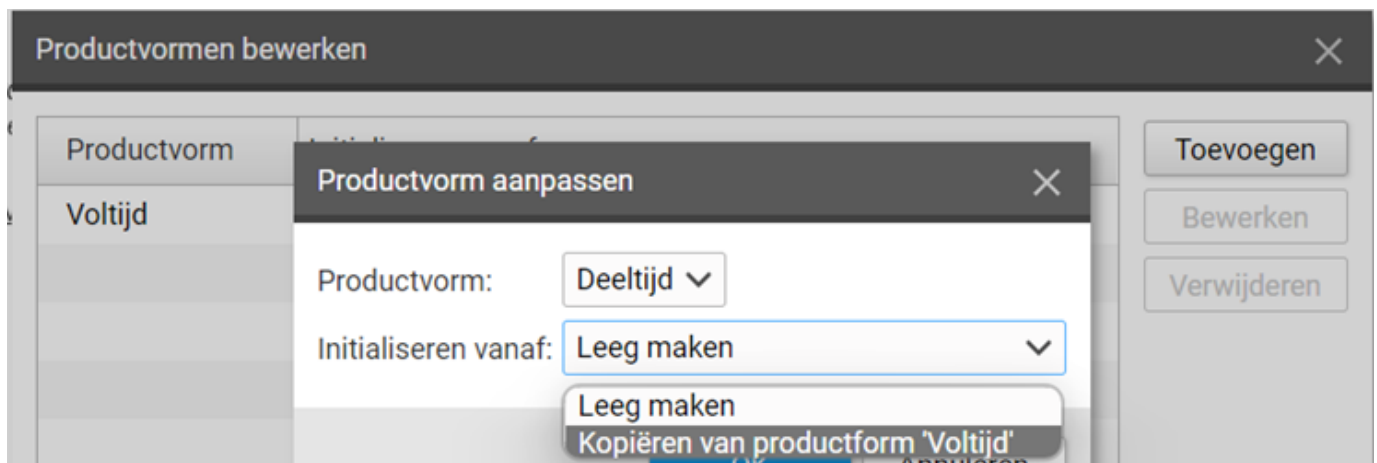 Productvormen bewerken
Productvorm
Toevoegen
Productvorm aanpassen
Voltijd
Bewerken
Productvorm: Deeltijd
Verwijderen
Initialiseren vanaf: Leeg maken
Leeg maken
Kopiëren van productform 'Voltijd'